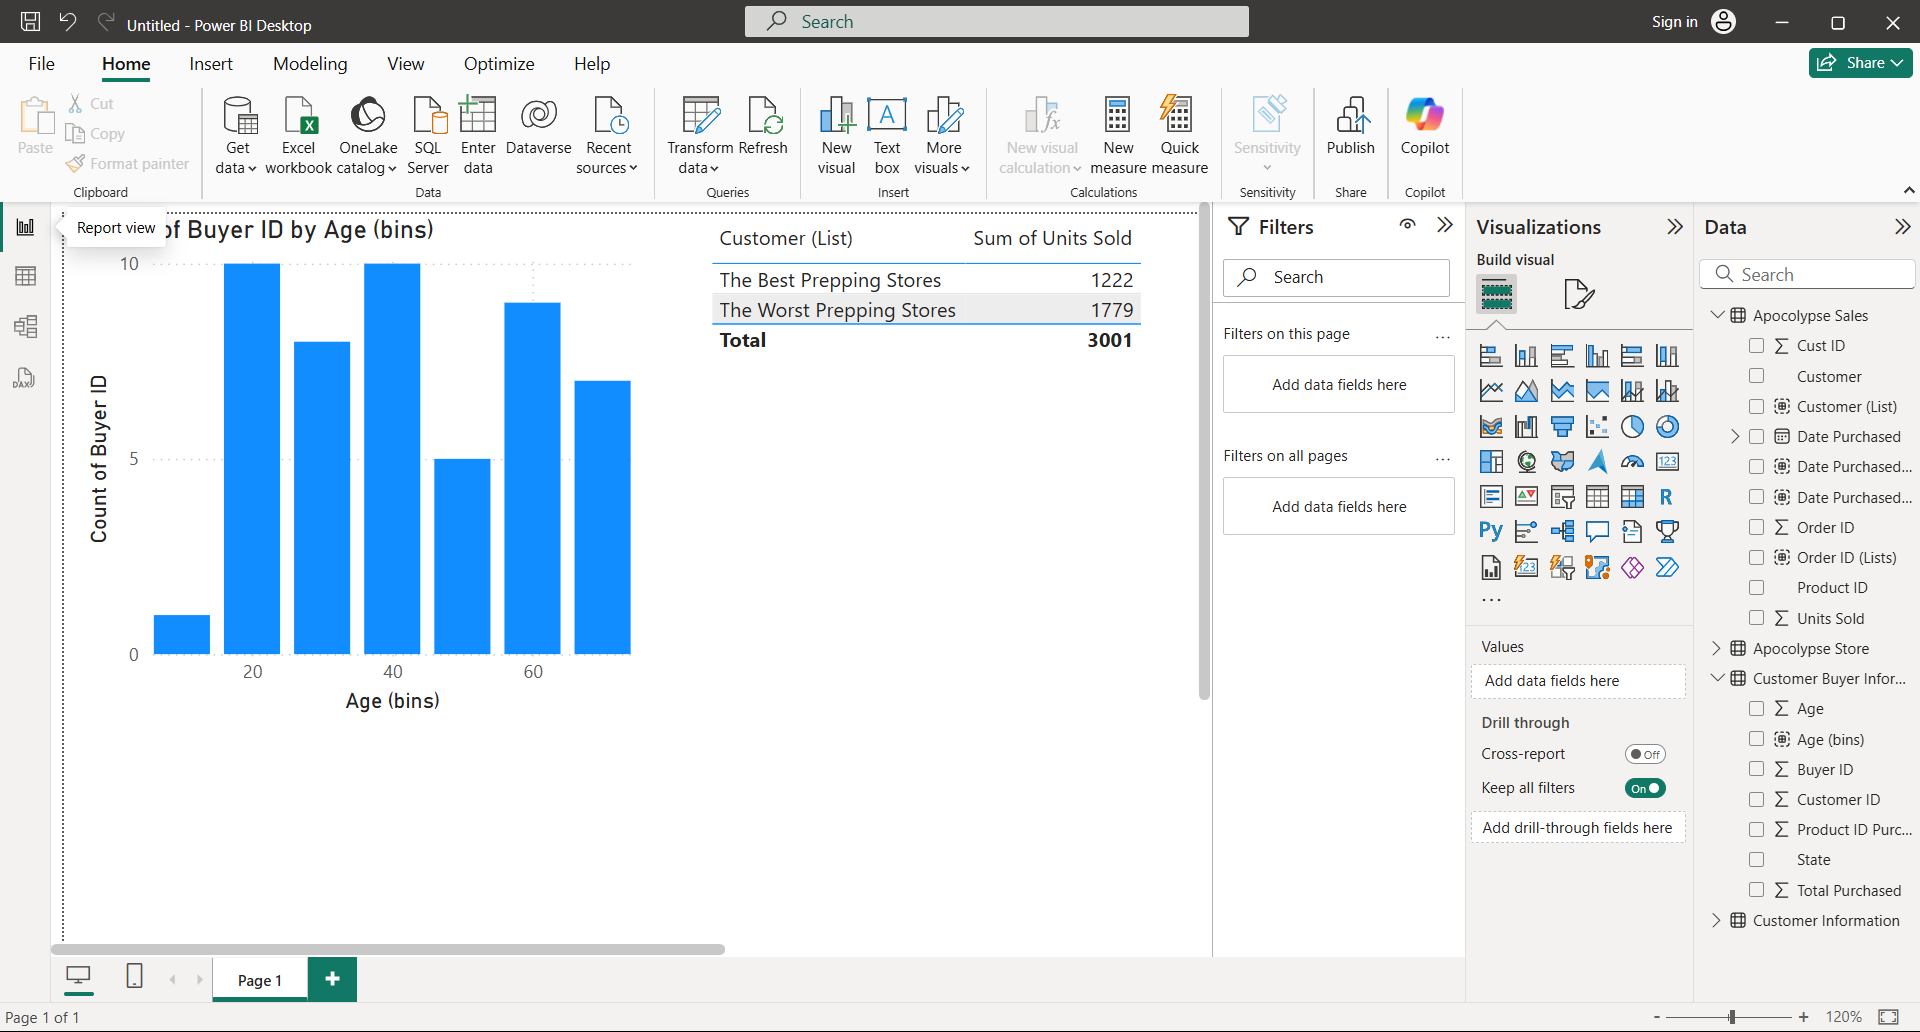 Untitled - Power BI Desktop
Search
Sign in
File
Home
Insert
Modeling
View
Optimize
Help
Share
Paste
Cut
Copy
Format painter
Clipboard
Get data
Excel workbook
OneLake catalog
SQL Server
Enter data
Dataverse
Recent sources
Data
Transform data
Refresh
Queries
New visual
Text box
More visuals
Insert
New visual calculation
New measure
Quick measure
Calculations
Sensitivity
Sensitivity
Publish
Share
Copilot
Copilot
Report view
of Buyer ID by Age (bins)
Count of Buyer ID
10
5
0
20
40
60
Age (bins)
Customer (List)
Sum of Units Sold
The Best Prepping Stores
1222
The Worst Prepping Stores
1779
Total
3001
Filters
Search
Filters on this page
...
Add data fields here
Filters on all pages
...
Add data fields here
Visualizations
Build visual
123
R
Py
123
...
Values
Add data fields here
Drill through
Cross-report
Off
Keep all filters
On
Add drill-through fields here
Data
Search
Apocolypse Sales
Cust ID
Customer
Customer (List)
Date Purchased
Date Purchased...
Date Purchased...
Order ID
Order ID (Lists)
Product ID
Units Sold
Apocolypse Store
Customer Buyer Infor...
Age
Age (bins)
Buyer ID
Customer ID
Product ID Purc...
State
Total Purchased
Customer Information
DAX
Page 1
Page 1 of 1
- + 120%